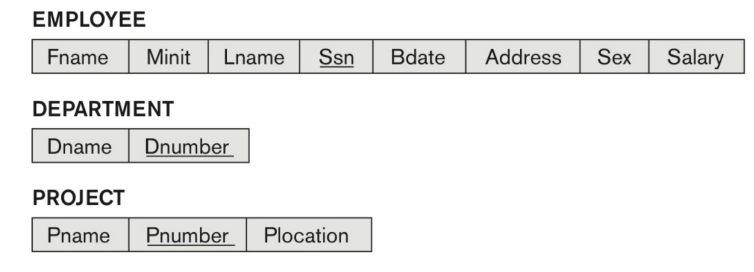 EMPLOYEE
Fname Minit Lname Ssn Bdate Address Sex Salary
DEPARTMENT
Dname Dnumber
PROJECT
Pname Pnumber Plocation